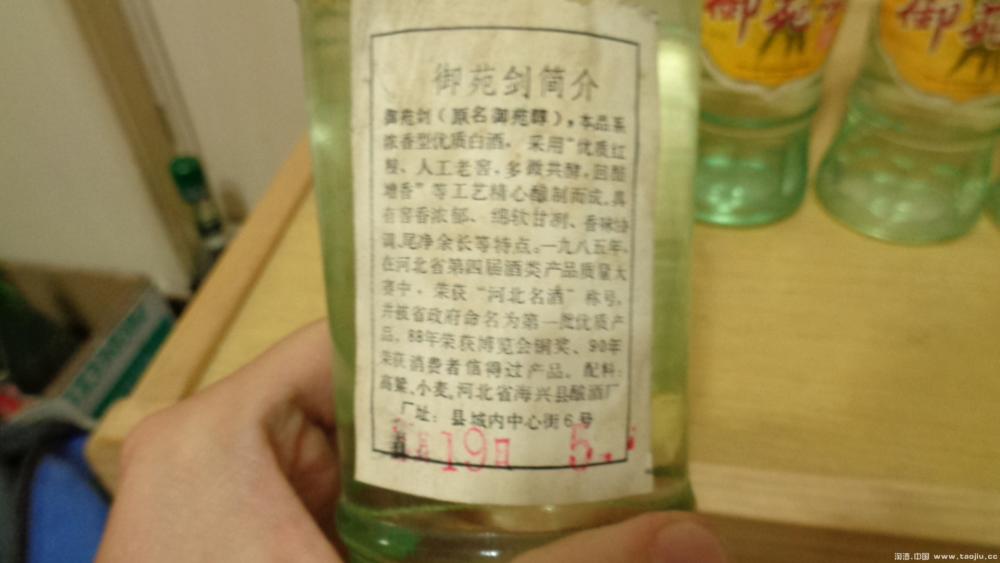 御苑剑简介
御苑剑（原名御苑醇），本品系
浓香型优质白酒。采用“优质红
粮、人工老窖、多微共酵，回醅
增香”等工艺精心酿制而成，具
有窖香浓郁、绵软甘冽、香味协
调，尾净余长等特点。一九八五年，
在河北省第四届酒类产品质量大
赛中，荣获“河北名酒”称号，
并被省政府命名为第一批优质产
品。88年荣获博览会铜奖、90年
荣获消费者信得过产品。配料：
高粱、小麦。河北省海兴县酿酒厂
厂址：县城内中心街6号
月19日
御苑
御苑
淘酒.中国 www.taojiu.cc